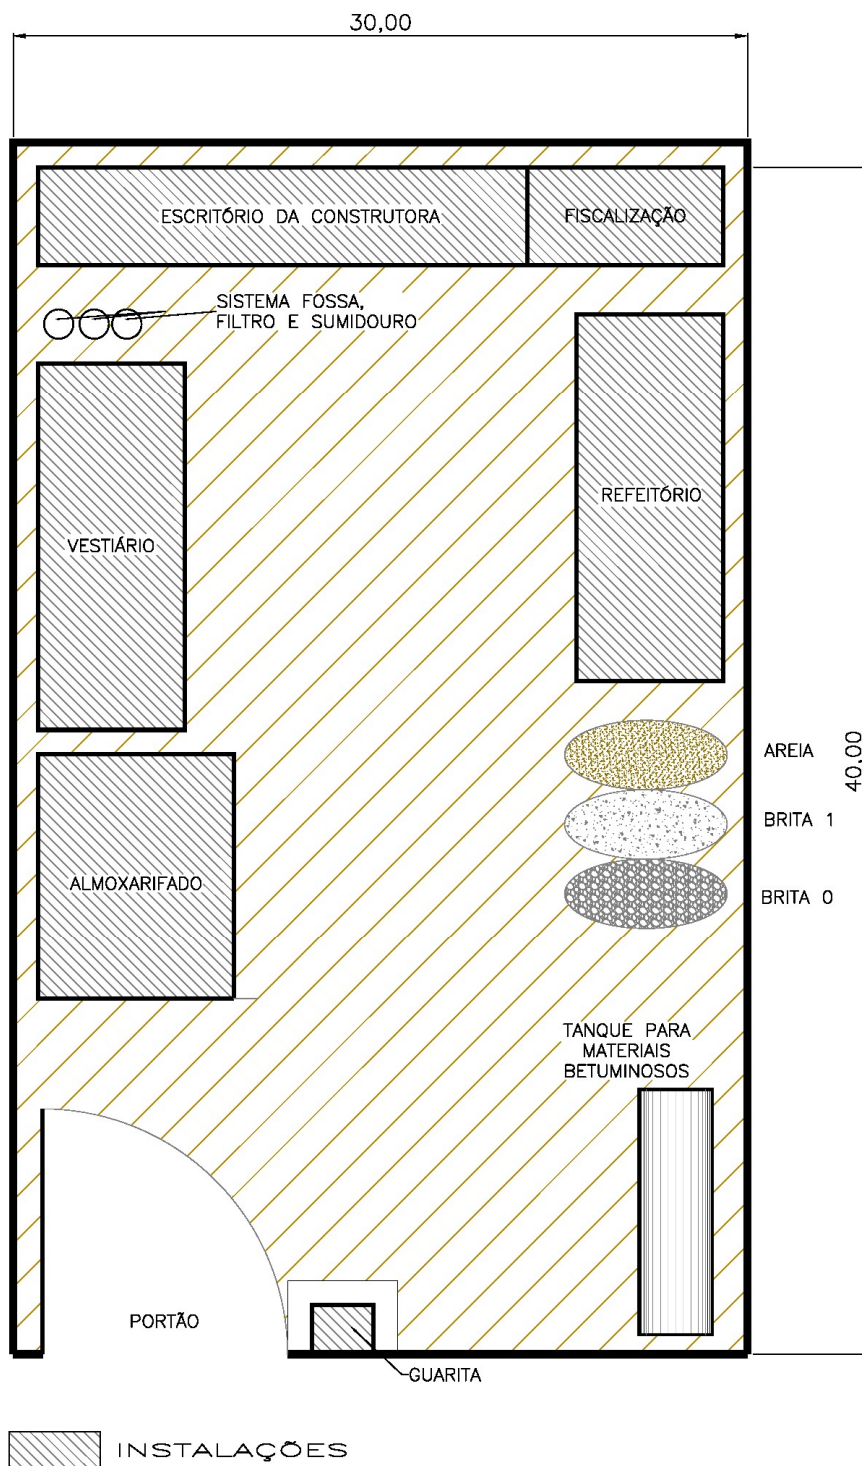 30,00
ESCRITÓRIO DA CONSTRUTORA
FISCALIZAÇÃO
SISTEMA FOSSA,
FILTRO E SUMIDOURO
VESTIÁRIO
REFEITÓRIO
AREIA
40,00
BRITA 1
ALMOXARIFADO
BRITA 0
TANQUE PARA
MATERIAIS
BETUMINOSOS
PORTÃO
GUARITA
INSTALAÇÕES